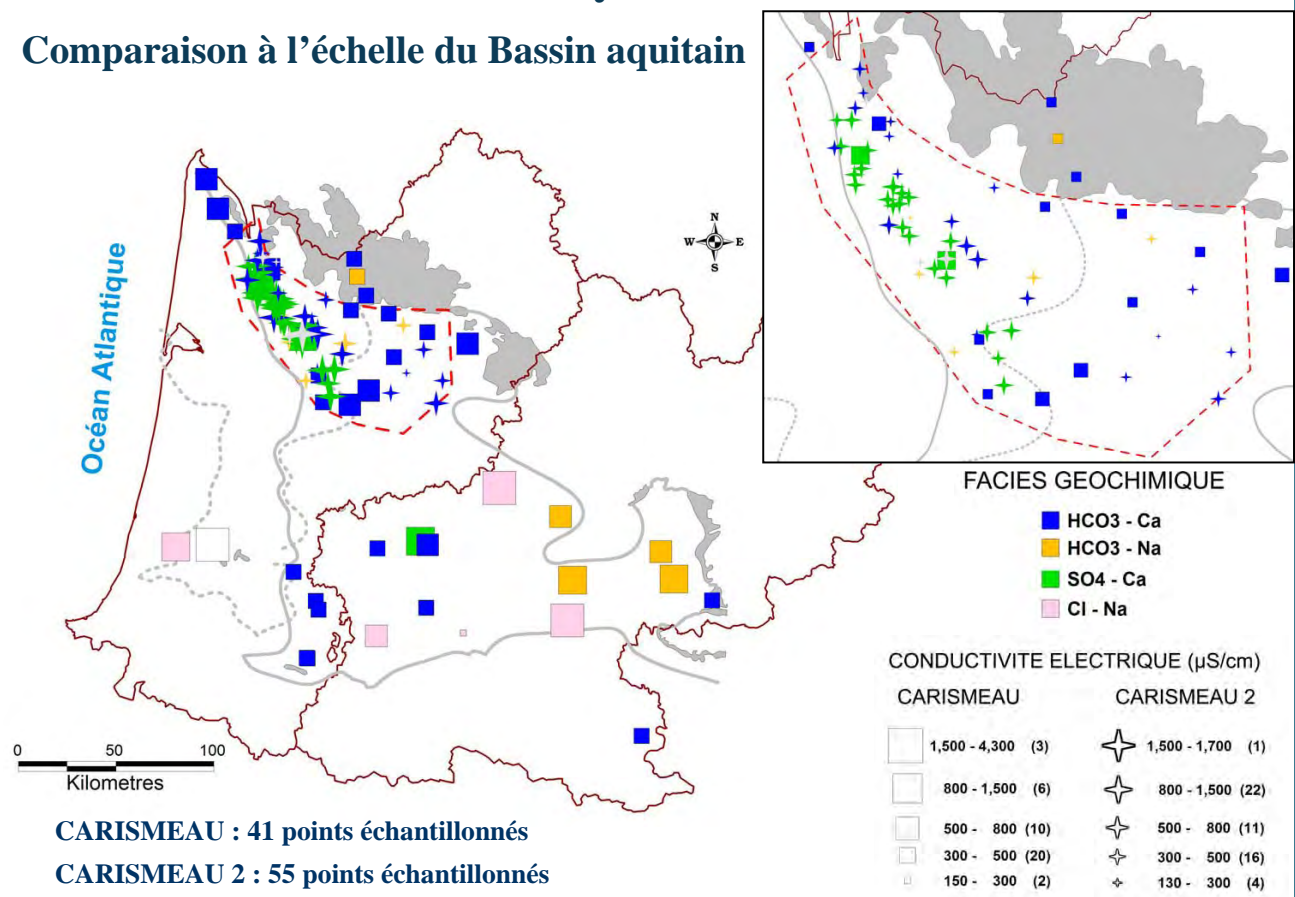 Comparaison à l’échelle du Bassin aquitain
Océan Atlantique
N
W E
S
0 50 100
Kilometres
CARISMEAU : 41 points échantillonnés
CARISMEAU 2 : 55 points échantillonnés
FACIES GEOCHIMIQUE
HCO3 - Ca
HCO3 - Na
SO4 - Ca
Cl - Na
CONDUCTIVITE ELECTRIQUE (µS/cm)
CARISMEAU CARISMEAU 2
1,500 - 4,300 (3) 1,500 - 1,700 (1)
800 - 1,500 (6) 800 - 1,500 (22)
500 - 800 (10) 500 - 800 (11)
300 - 500 (20) 300 - 500 (16)
150 - 300 (2) 130 - 300 (4)